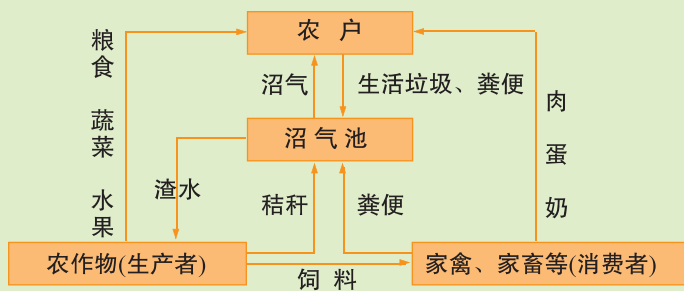 农户
粮食 蔬菜 水果
沼气
生活垃圾、粪便
肉蛋奶
沼气池
渣水
秸秆
粪便
农作物(生产者)
饲料
家禽、家畜等(消费者)